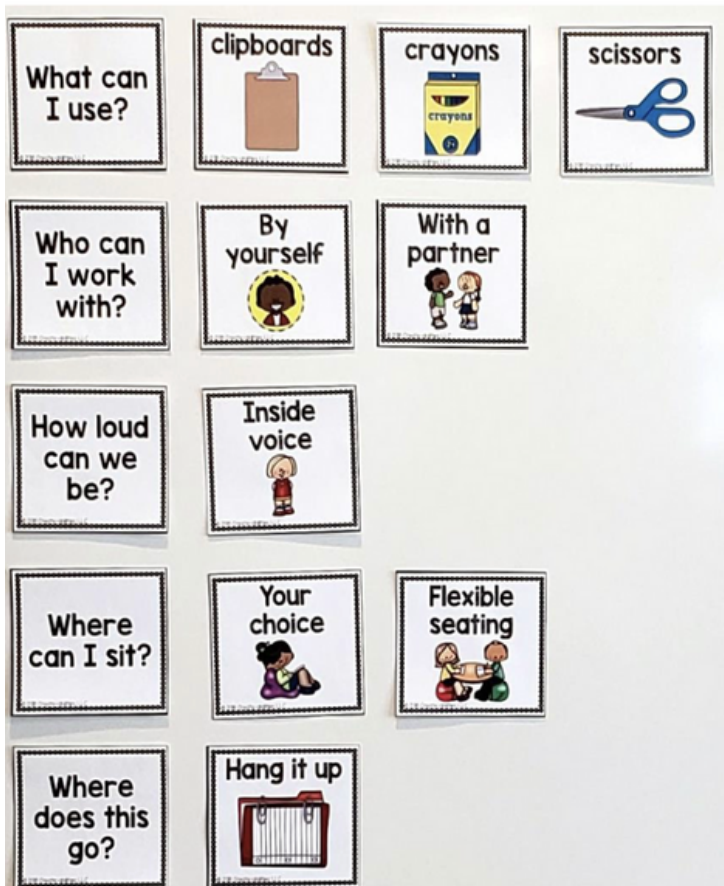 What can
I use?
clipboards
crayons
crayons
scissors
Who can
I work
with?
By
yourself
With a
partner
How loud
can we
be?
Inside
voice
Where
can I sit?
Your
choice
Flexible
seating
Where
does this
go?
Hang it up